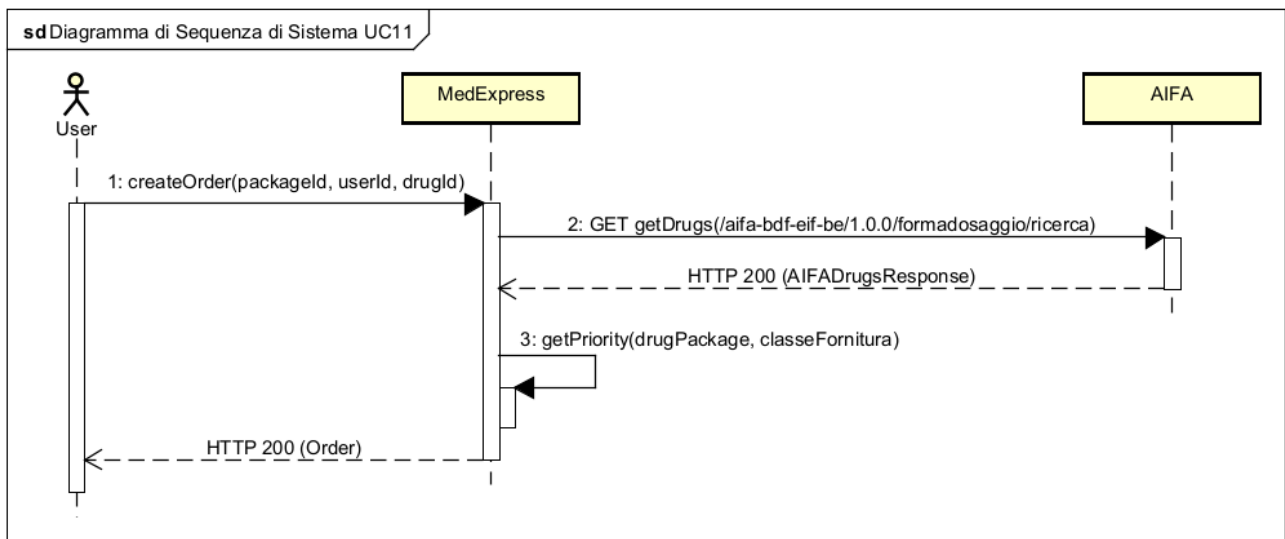 sd Diagramma di Sequenza di Sistema UC11
User
MedExpress
AIFA
1: createOrder(packageId, userId, drugId)
2: GET getDrugs(/aifa-bdf-eif-be/1.0.0/formadosaggio/ricerca)
HTTP 200 (AIFADrugsResponse)
3: getPriority(drugPackage, classeFornitura)
HTTP 200 (Order)